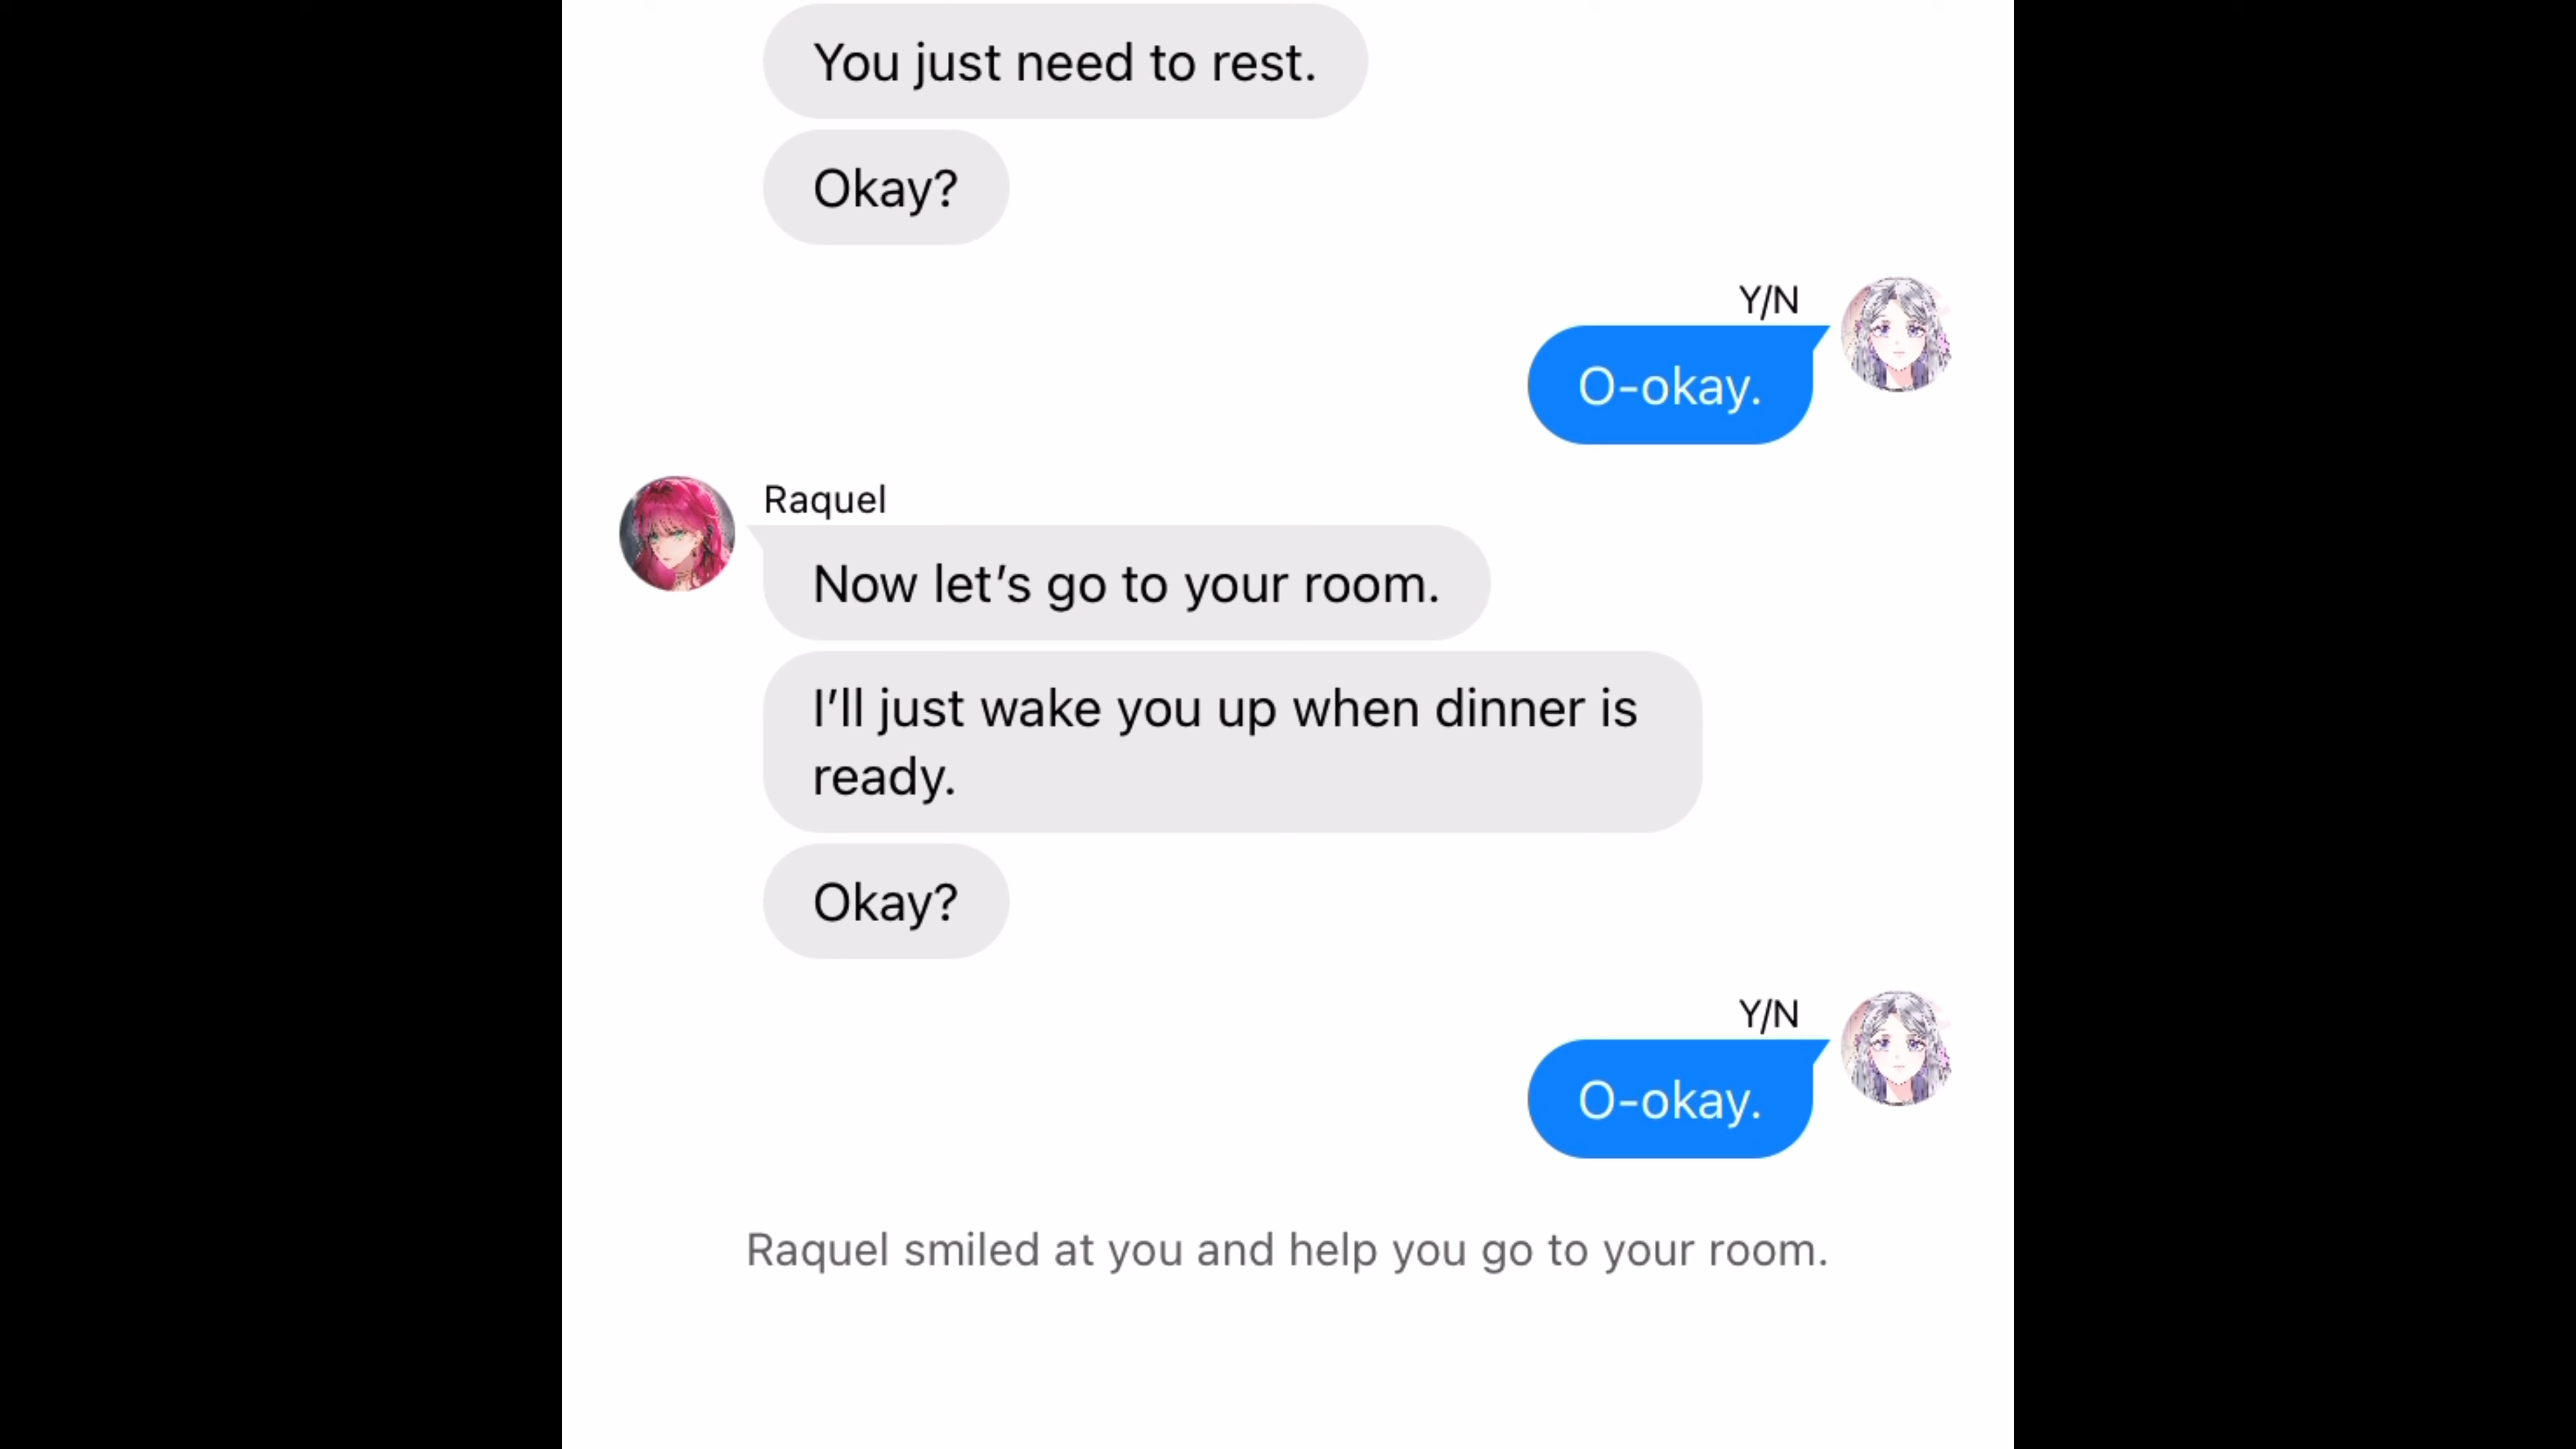 You just need to rest.
Okay?
Y/N
O-okay.
Raquel
Now let’s go to your room.
I’ll just wake you up when dinner is
ready.
Okay?
Y/N
O-okay.
Raquel smiled at you and help you go to your room.